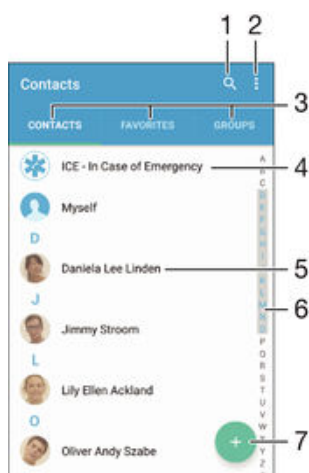 1 2
Contacts
3
CONTACTS FAVORITES GROUPS
ICE - In Case of Emergency
4
Myself
D
Daniela Lee Linden
5
J
Jimmy Stroom
6
L
Lily Ellen Ackland
O
+
7
Oliver Andy Szabe
A
B
C
D
E
F
G
H
I
K
L
M
N
O
P
Q
R
S
T
U
V
W
Y
Z